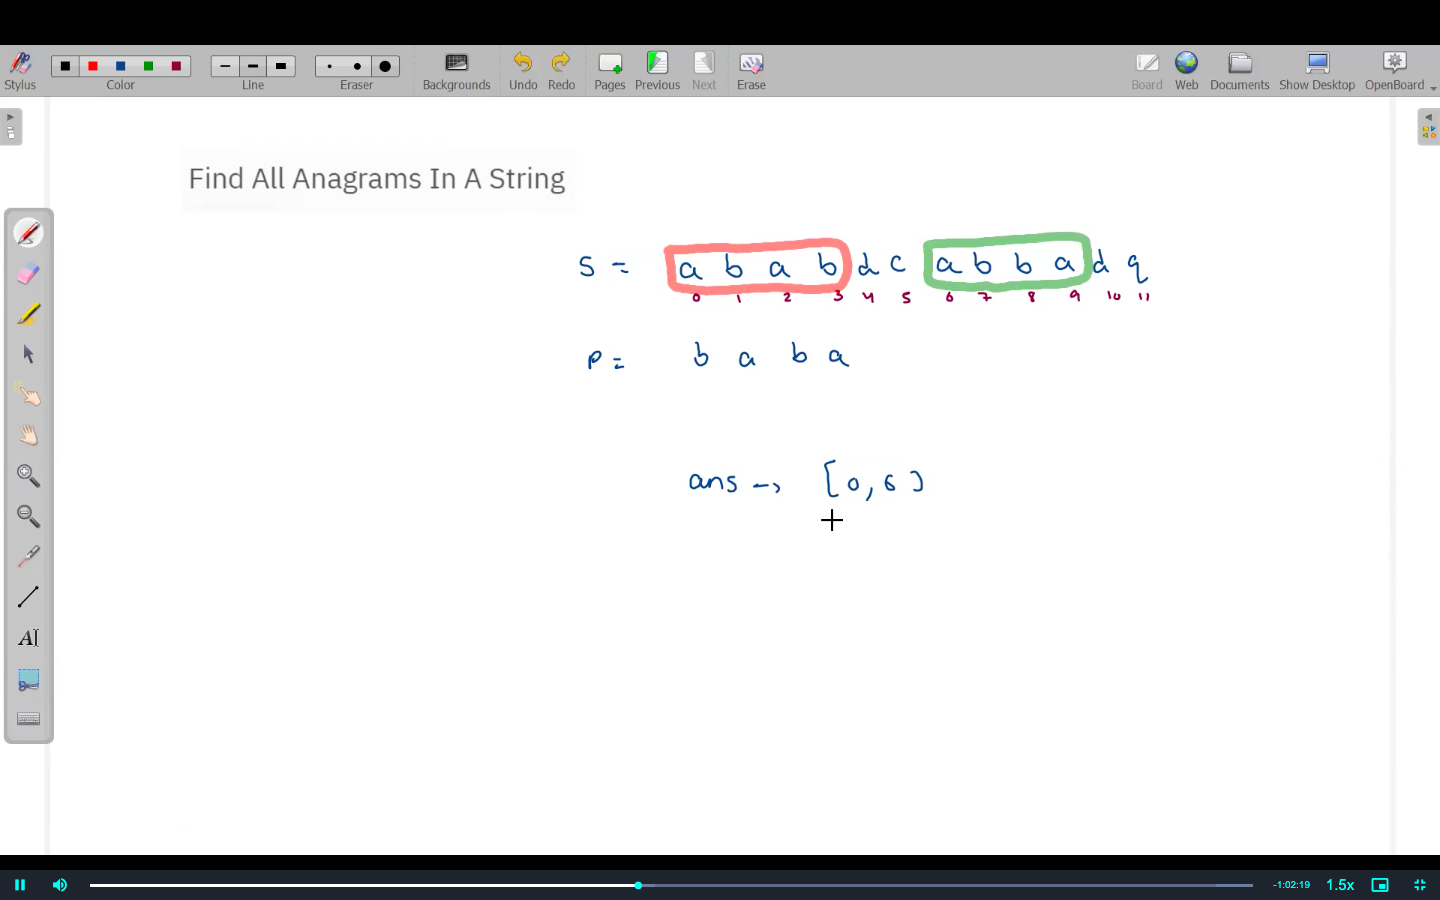 Stylus Color Line Eraser Backgrounds Undo Redo Pages Previous Next Erase Board Web Documents Show Desktop OpenBoard
Find All Anagrams In A String
S = a b a b d c a b b a d q
0 1 2 3 4 5 6 7 8 9 10 11
P = b a b a
ans → [0, 6]
AI
-1:02:19 1.5x